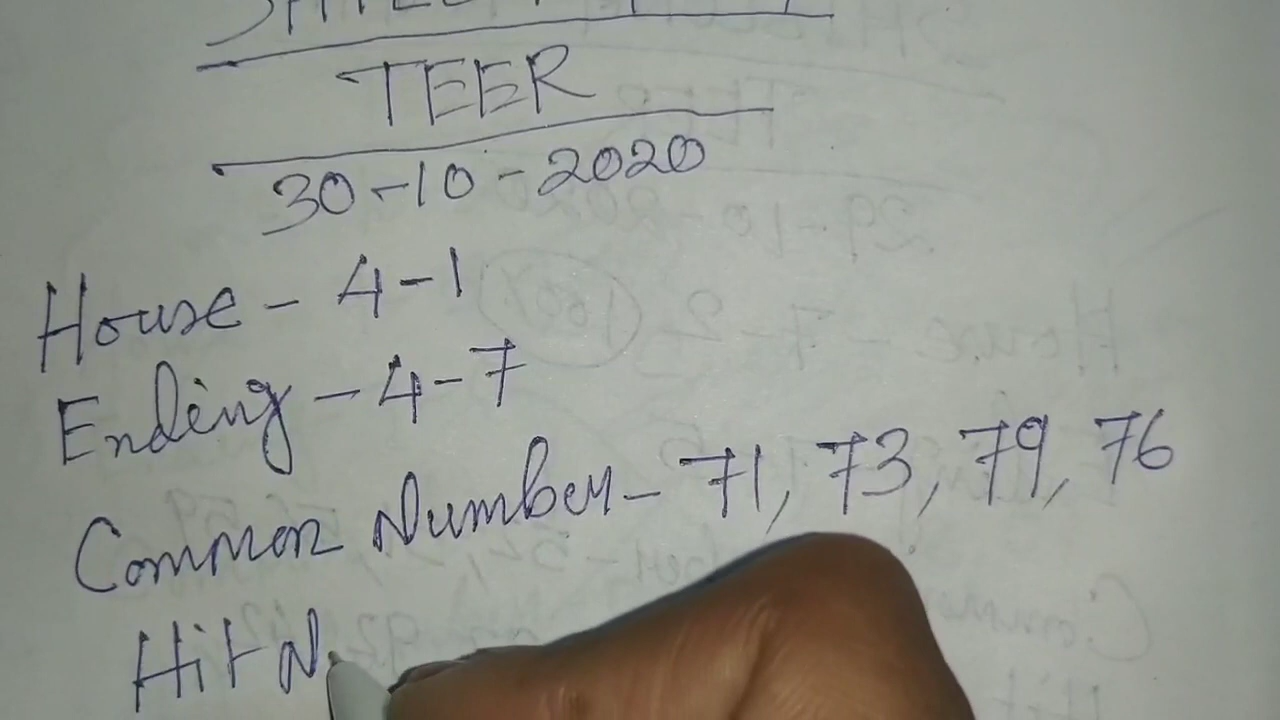 TEER
30-10-2020
House - 4-1
Ending - 4-7
Common Number - 71, 73, 79, 76
Hit N